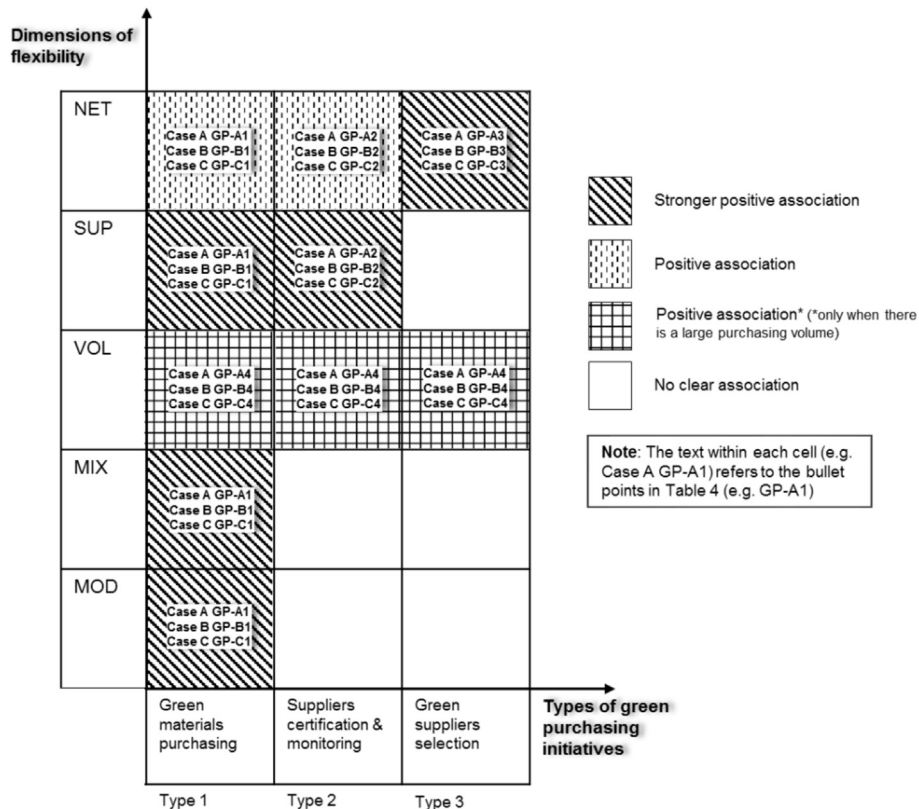 Dimensions of
flexibility
NET
Case A GP-A1
Case B GP-B1
Case C GP-C1
Case A GP-A2
Case B GP-B2
Case C GP-C2
Case A GP-A3
Case B GP-B3
Case C GP-C3
SUP
Case A GP-A1
Case B GP-B1
Case C GP-C1
Case A GP-A2
Case B GP-B2
Case C GP-C2
VOL
Case A GP-A4
Case B GP-B4
Case C GP-C4
Case A GP-A4
Case B GP-B4
Case C GP-C4
Case A GP-A4
Case B GP-B4
Case C GP-C4
MIX
Case A GP-A1
Case B GP-B1
Case C GP-C1
MOD
Case A GP-A1
Case B GP-B1
Case C GP-C1
Green
materials
purchasing
Suppliers
certification &
monitoring
Green
suppliers
selection
Types of green
purchasing
initiatives
Type 1
Type 2
Type 3
Stronger positive association
Positive association
Positive association* (*only when there
is a large purchasing volume)
No clear association
Note: The text within each cell (e.g.
Case A GP-A1) refers to the bullet
points in Table 4 (e.g. GP-A1)